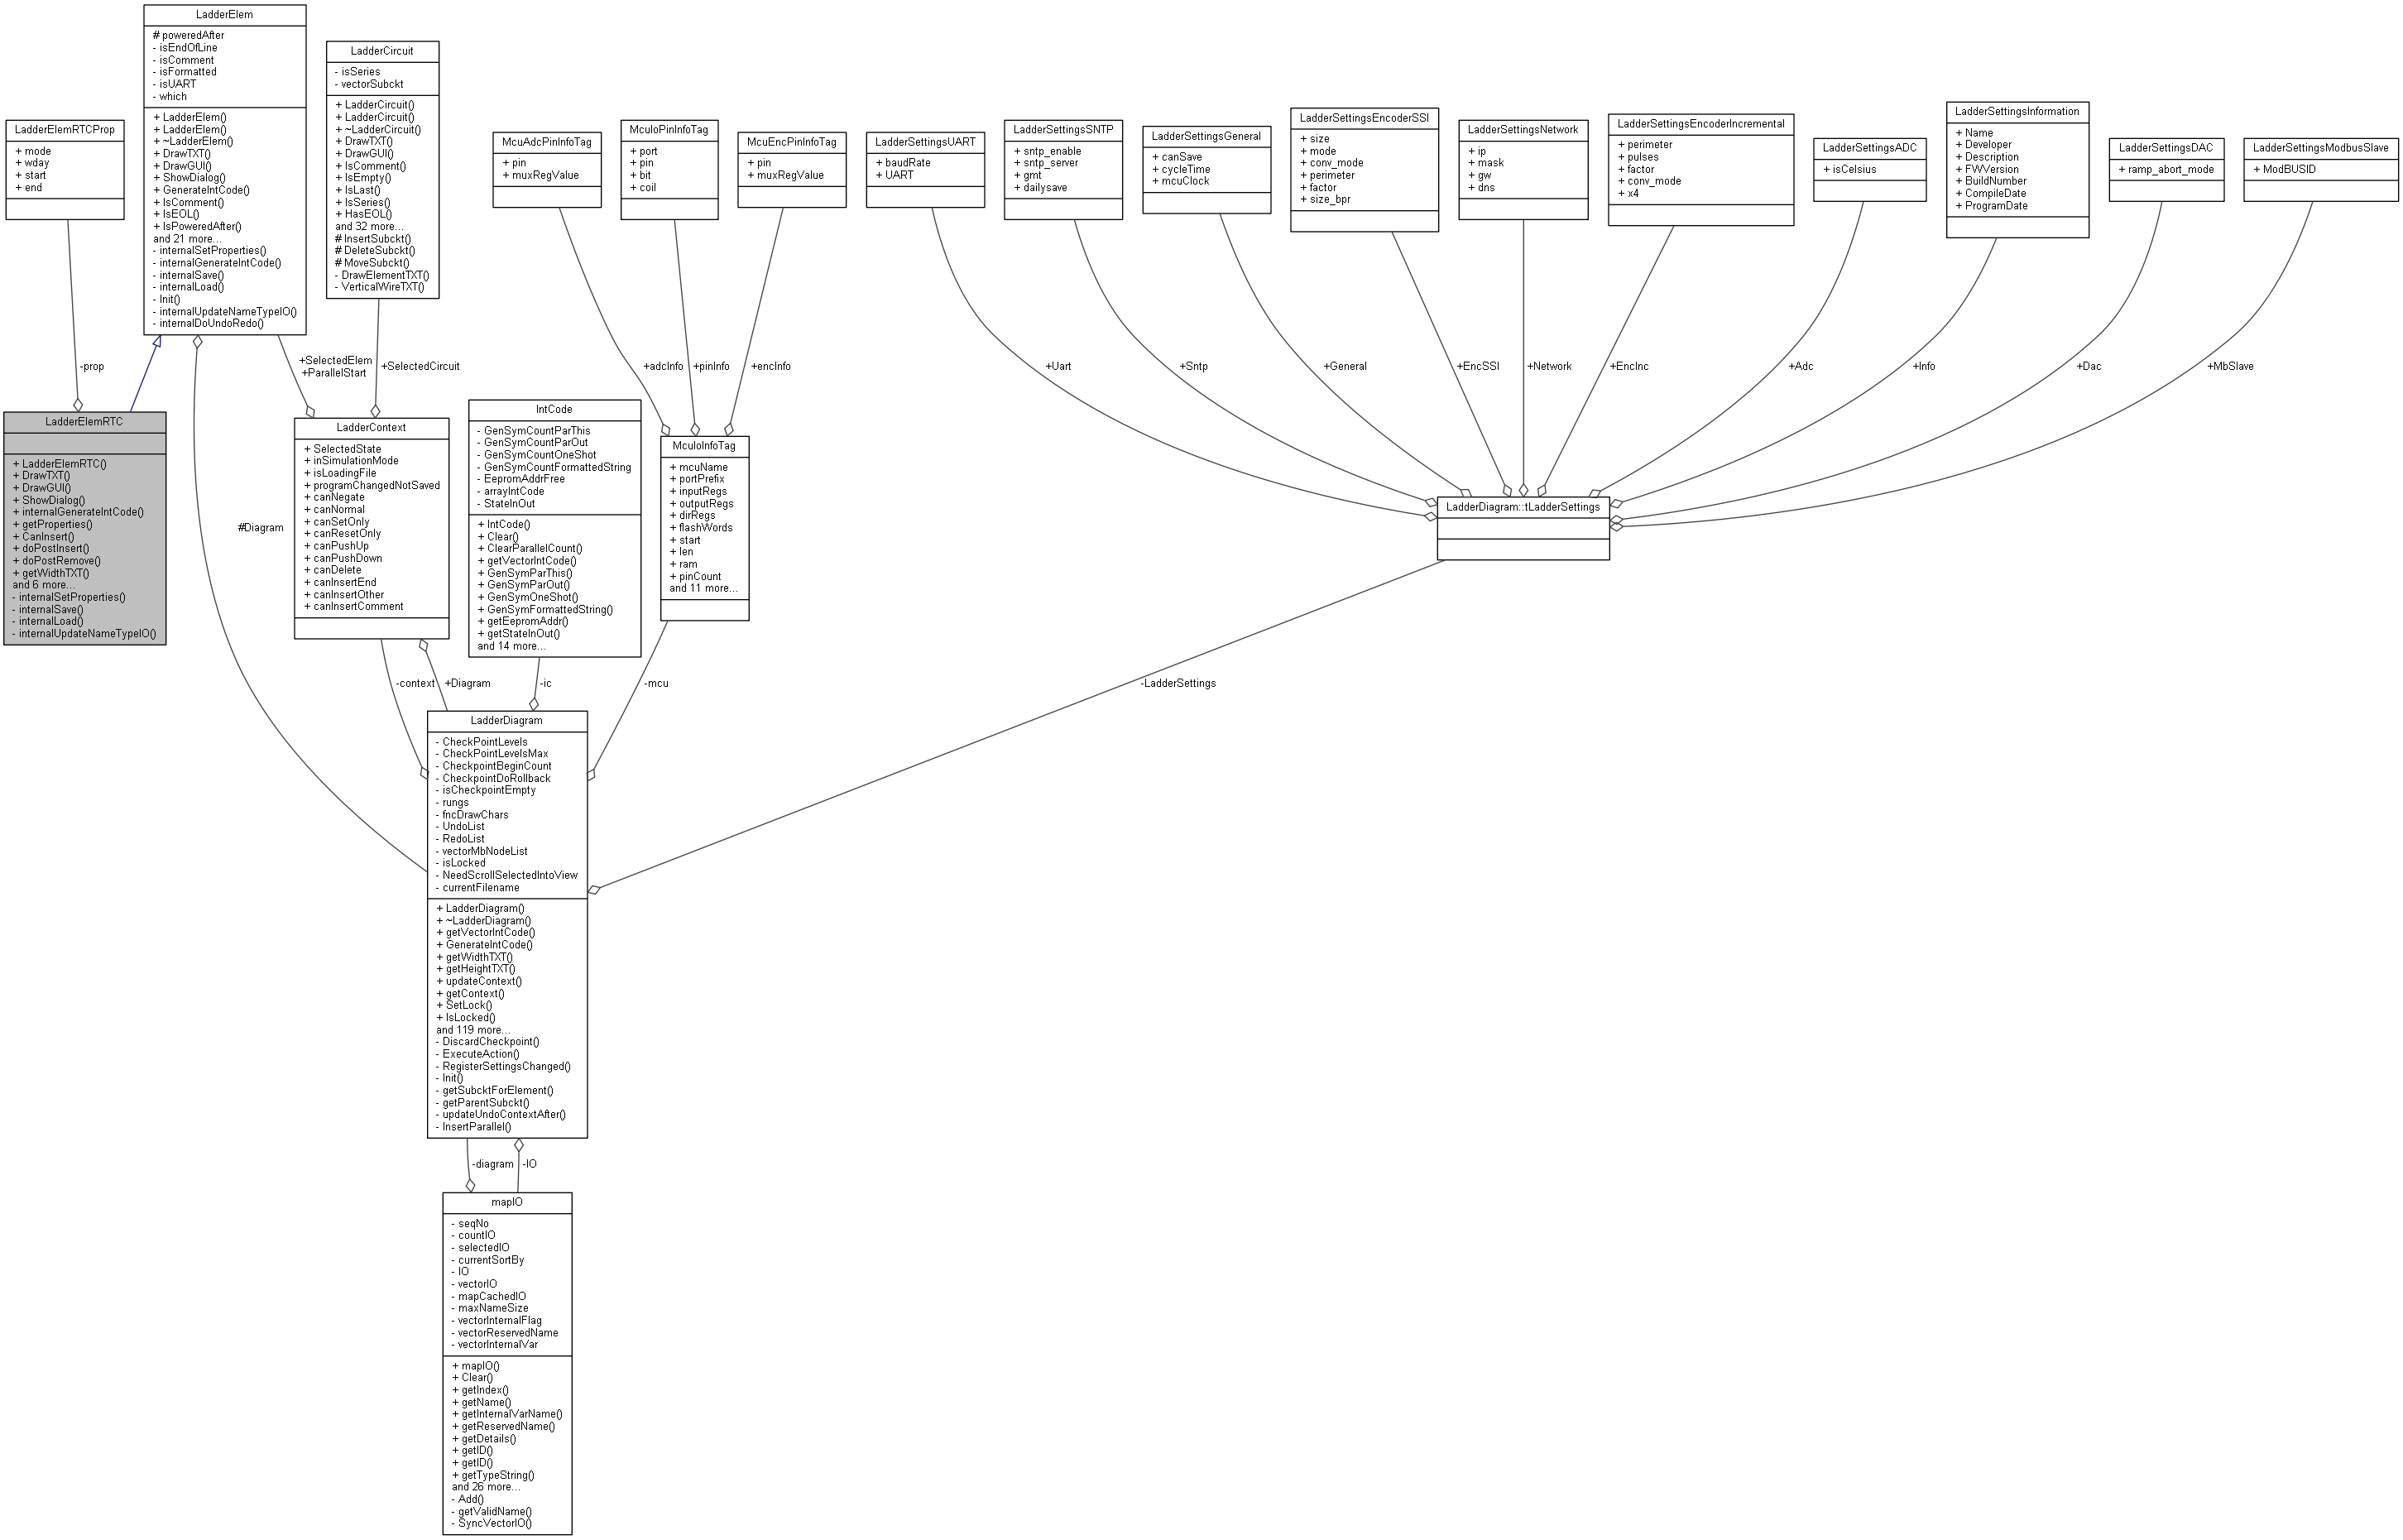 LadderElem
# poweredAfter
- isEndOfLine
- isComment
- isFormatted
- isUART
- which
+ LadderElem()
+ LadderElem()
+ ~LadderElem()
+ DrawTXT()
+ DrawGUI()
+ ShowDialog()
+ GenerateIntCode()
+ IsComment()
+ IsEOL()
+ IsPoweredAfter()
and 21 more...
- internalSetProperties()
- internalGenerateIntCode()
- internalSave()
- internalLoad()
- Init()
- internalUpdateNameTypeIO()
- internalDoUndoRedo()
LadderCircuit
- isSeries
- vectorSubckt
+ LadderCircuit()
+ LadderCircuit()
+ ~LadderCircuit()
+ DrawTXT()
+ DrawGUI()
+ IsComment()
+ IsEmpty()
+ IsLast()
+ IsSeries()
+ HasEOL()
and 32 more...
# InsertSubckt()
# DeleteSubckt()
# MoveSubckt()
- DrawElementTXT()
- VerticalWireTXT()
LadderElemRTCProp
+ mode
+ wday
+ start
+ end
McuAdcPinInfoTag
+ pin
+ muxRegValue
McuIoPinInfoTag
+ port
+ pin
+ bit
+ coil
McuEncPinInfoTag
+ pin
+ muxRegValue
LadderSettingsUART
+ baudRate
+ UART
LadderSettingsSNTP
+ sntp_enable
+ sntp_server
+ gmt
+ dailysave
LadderSettingsGeneral
+ canSave
+ cycleTime
+ mcuClock
LadderSettingsEncoderSSI
+ size
+ mode
+ conv_mode
+ perimeter
+ factor
+ size_bpr
LadderSettingsNetwork
+ ip
+ mask
+ gw
+ dns
LadderSettingsEncoderIncremental
+ perimeter
+ pulses
+ factor
+ conv_mode
+ x4
LadderSettingsADC
+ isCelsius
LadderSettingsInformation
+ Name
+ Developer
+ Description
+ FWVersion
+ BuildNumber
+ CompileDate
+ ProgramDate
LadderSettingsDAC
+ ramp_abort_mode
LadderSettingsModbusSlave
+ ModBUSID
-prop
+SelectedElem
+ParallelStart
+SelectedCircuit
+adcInfo
+pinInfo
+encInfo
+Uart
+Sntp
+General
+EncSSI
+Network
+EncInc
+Adc
+Info
+Dac
+MbSlave
LadderElemRTC
+ LadderElemRTC()
+ DrawTXT()
+ DrawGUI()
+ ShowDialog()
+ internalGenerateIntCode()
+ getProperties()
+ CanInsert()
+ doPostInsert()
+ doPostRemove()
+ getWidthTXT()
and 6 more...
- internalSetProperties()
- internalSave()
- internalLoad()
- internalUpdateNameTypeIO()
#Diagram
LadderContext
+ SelectedState
+ inSimulationMode
+ isLoadingFile
+ programChangedNotSaved
+ canNegate
+ canNormal
+ canSetOnly
+ canResetOnly
+ canPushUp
+ canPushDown
+ canDelete
+ canInsertEnd
+ canInsertOther
+ canInsertComment
IntCode
- GenSymCountParThis
- GenSymCountParOut
- GenSymCountOneShot
- GenSymCountFormattedString
- EepromAddrFree
- arrayIntCode
- StateInOut
+ IntCode()
+ Clear()
+ ClearParallelCount()
+ getVectorIntCode()
+ GenSymParThis()
+ GenSymParOut()
+ GenSymOneShot()
+ GenSymFormattedString()
+ getEepromAddr()
+ getStateInOut()
and 14 more...
McuIoInfoTag
+ mcuName
+ portPrefix
+ inputRegs
+ outputRegs
+ dirRegs
+ flashWords
+ start
+ len
+ ram
+ pinCount
and 11 more...
LadderDiagram::tLadderSettings
-context
+Diagram
-ic
-mcu
-LadderSettings
LadderDiagram
- CheckPointLevels
- CheckPointLevelsMax
- CheckpointBeginCount
- CheckpointDoRollback
- isCheckpointEmpty
- rungs
- fncDrawChars
- UndoList
- RedoList
- vectorMbNodeList
- isLocked
- NeedScrollSelectedIntoView
- currentFilename
+ LadderDiagram()
+ ~LadderDiagram()
+ getVectorIntCode()
+ GenerateIntCode()
+ getWidthTXT()
+ getHeightTXT()
+ updateContext()
+ getContext()
+ SetLock()
+ IsLocked()
and 119 more...
- DiscardCheckpoint()
- ExecuteAction()
- RegisterSettingsChanged()
- Init()
- getSubcktForElement()
- getParentSubckt()
- updateUndoContextAfter()
- InsertParallel()
-diagram
-IO
mapIO
- seqNo
- countIO
- selectedIO
- currentSortBy
- IO
- vectorIO
- mapCachedIO
- maxNameSize
- vectorInternalFlag
- vectorReservedName
- vectorInternalVar
+ mapIO()
+ Clear()
+ getIndex()
+ getName()
+ getInternalVarName()
+ getReservedName()
+ getDetails()
+ getID()
+ getID()
+ getTypeString()
and 26 more...
- Add()
- getValidName()
- SyncVectorIO()